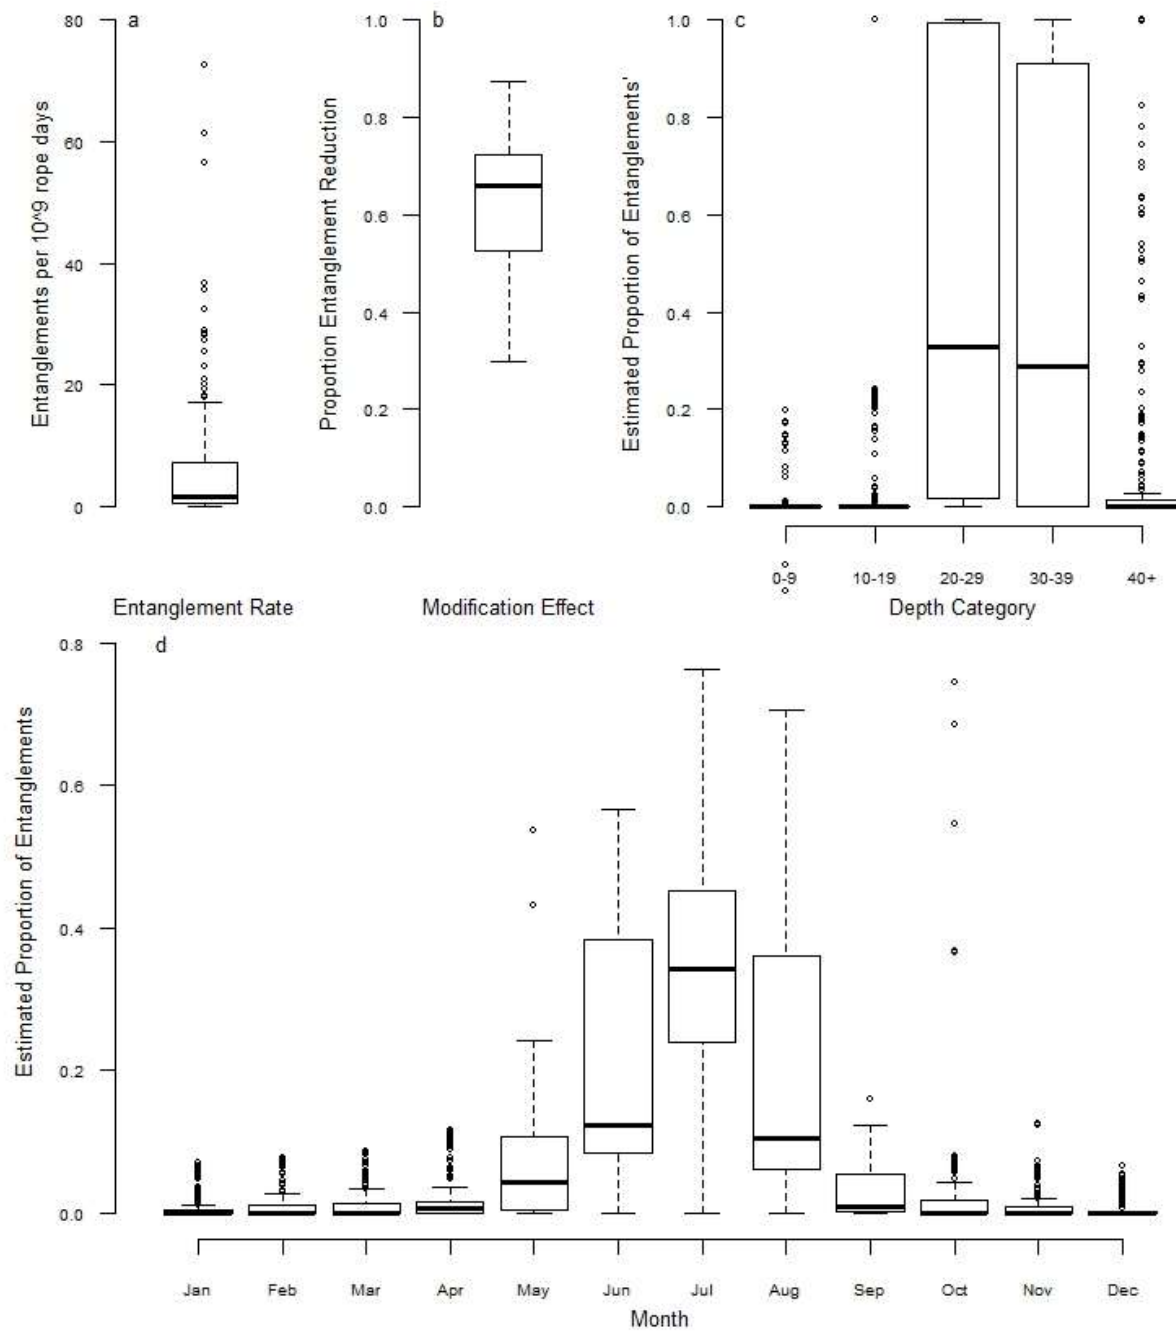 a
b
c
Entanglements per 10^9 rope days
80
60
40
20
0
Proportion Entanglement Reduction
1.0
0.8
0.6
0.4
0.2
0.0
Estimated Proportion of Entanglements'
1.0
0.8
0.6
0.4
0.2
0.0
0-9 10-19 20-29 30-39 40+
Entanglement Rate
Modification Effect
Depth Category
d
Estimated Proportion of Entanglements
0.8
0.6
0.4
0.2
0.0
Jan Feb Mar Apr May Jun Jul Aug Sep Oct Nov Dec
Month